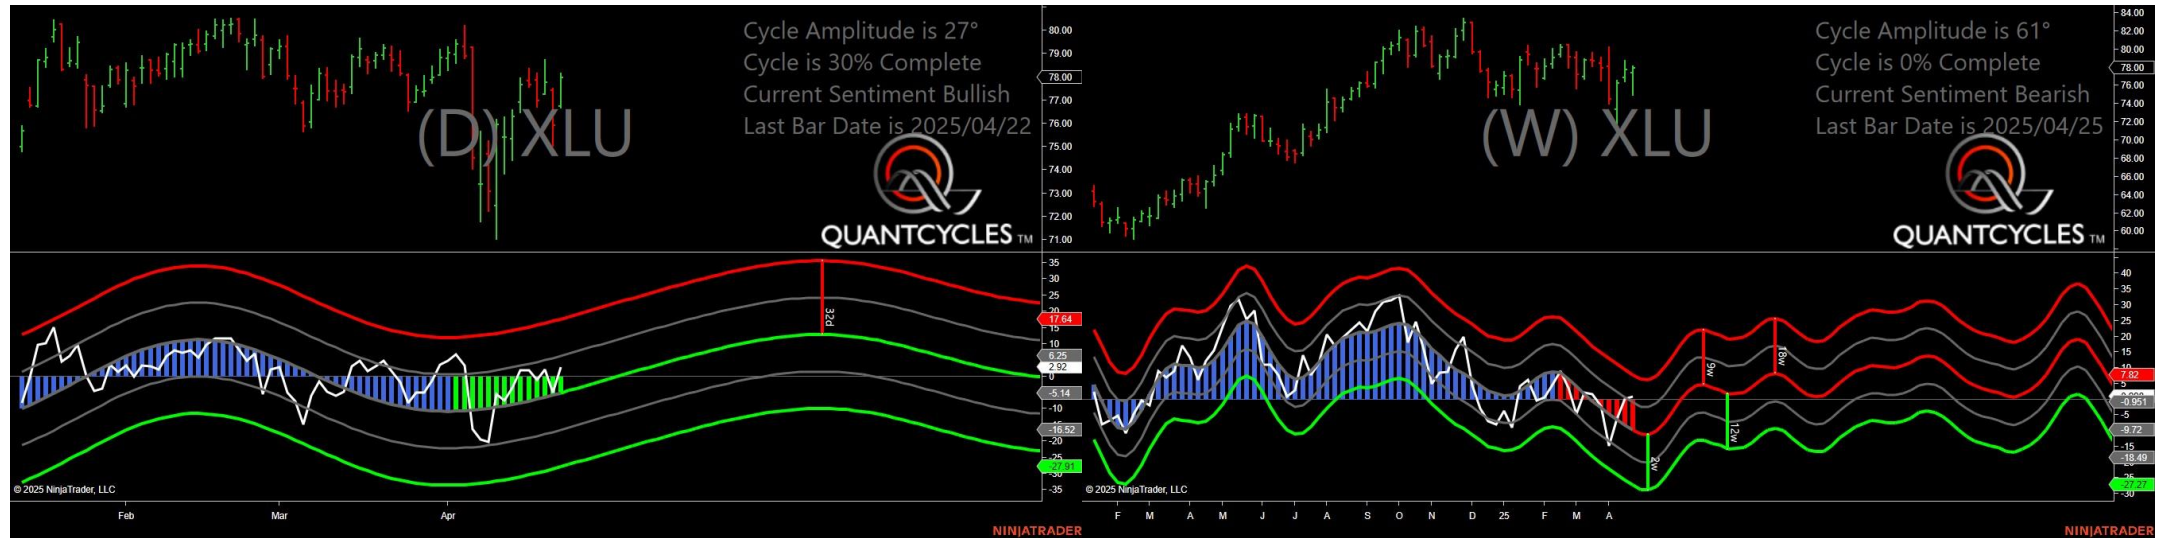 Cycle Amplitude is 27°
Cycle is 30% Complete
Current Sentiment Bullish
Last Bar Date is 2025/04/22
(D) XLU
QUANTCYCLES TM
80.00
79.00
78.00
77.00
76.00
75.00
74.00
73.00
72.00
71.00
35
30
25
20
17.64
15
10
6.25
2.92
0
-5.14
-10
-16.52
-20
-27.91
-35
32d
© 2025 NinjaTrader, LLC
Feb Mar Apr
NINJATRADER
Cycle Amplitude is 61°
Cycle is 0% Complete
Current Sentiment Bearish
Last Bar Date is 2025/04/25
(W) XLU
QUANTCYCLES TM
84.00
82.00
80.00
78.00
76.00
74.00
72.00
70.00
68.00
66.00
64.00
62.00
60.00
40
35
30
25
20
15
10
7.82
5
-0.951
-5
-9.72
-15
-18.49
-27.27
-30
9w
18w
12w
2w
© 2025 NinjaTrader, LLC
F M A M J J A S O N D 25 F M A
NINJATRADER